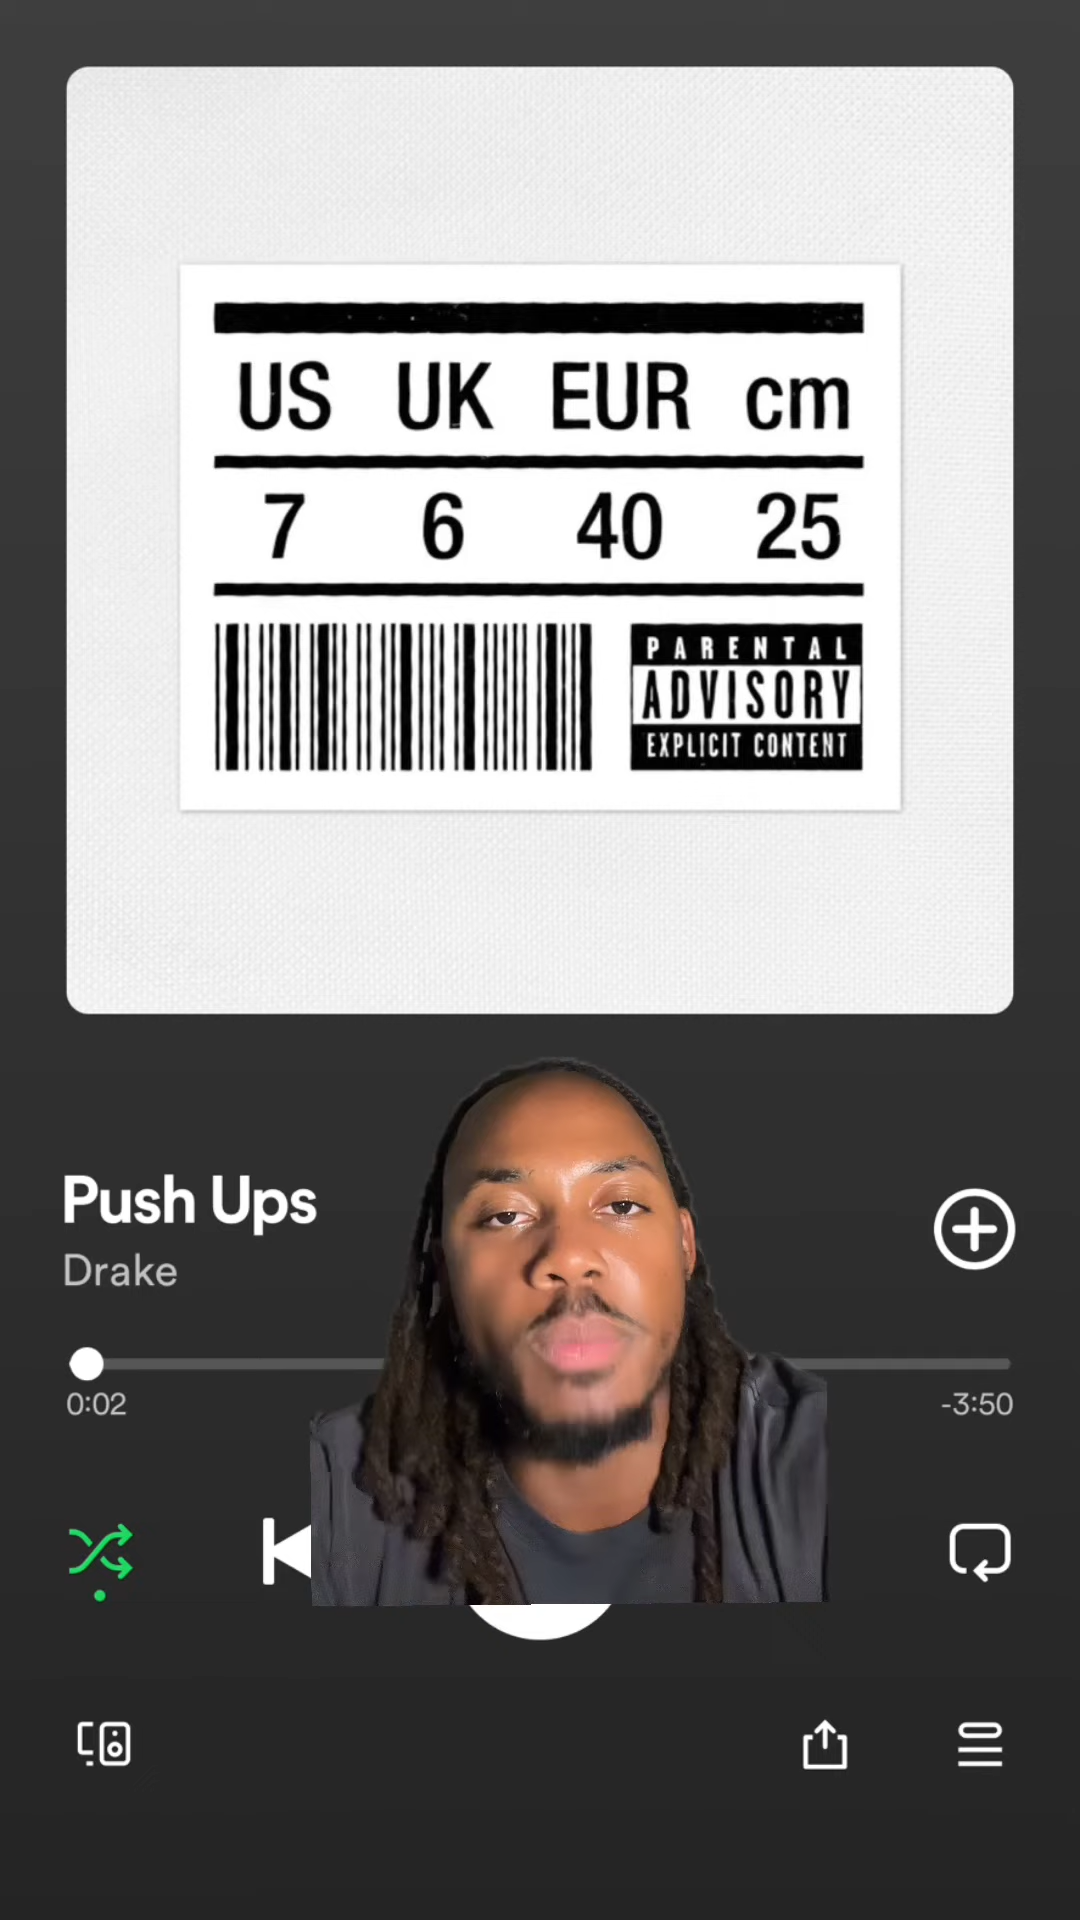 US UK EUR cm
7 6 40 25
PARENTAL
ADVISORY
EXPLICIT CONTENT
Push Ups
Drake
0:02 -3:50